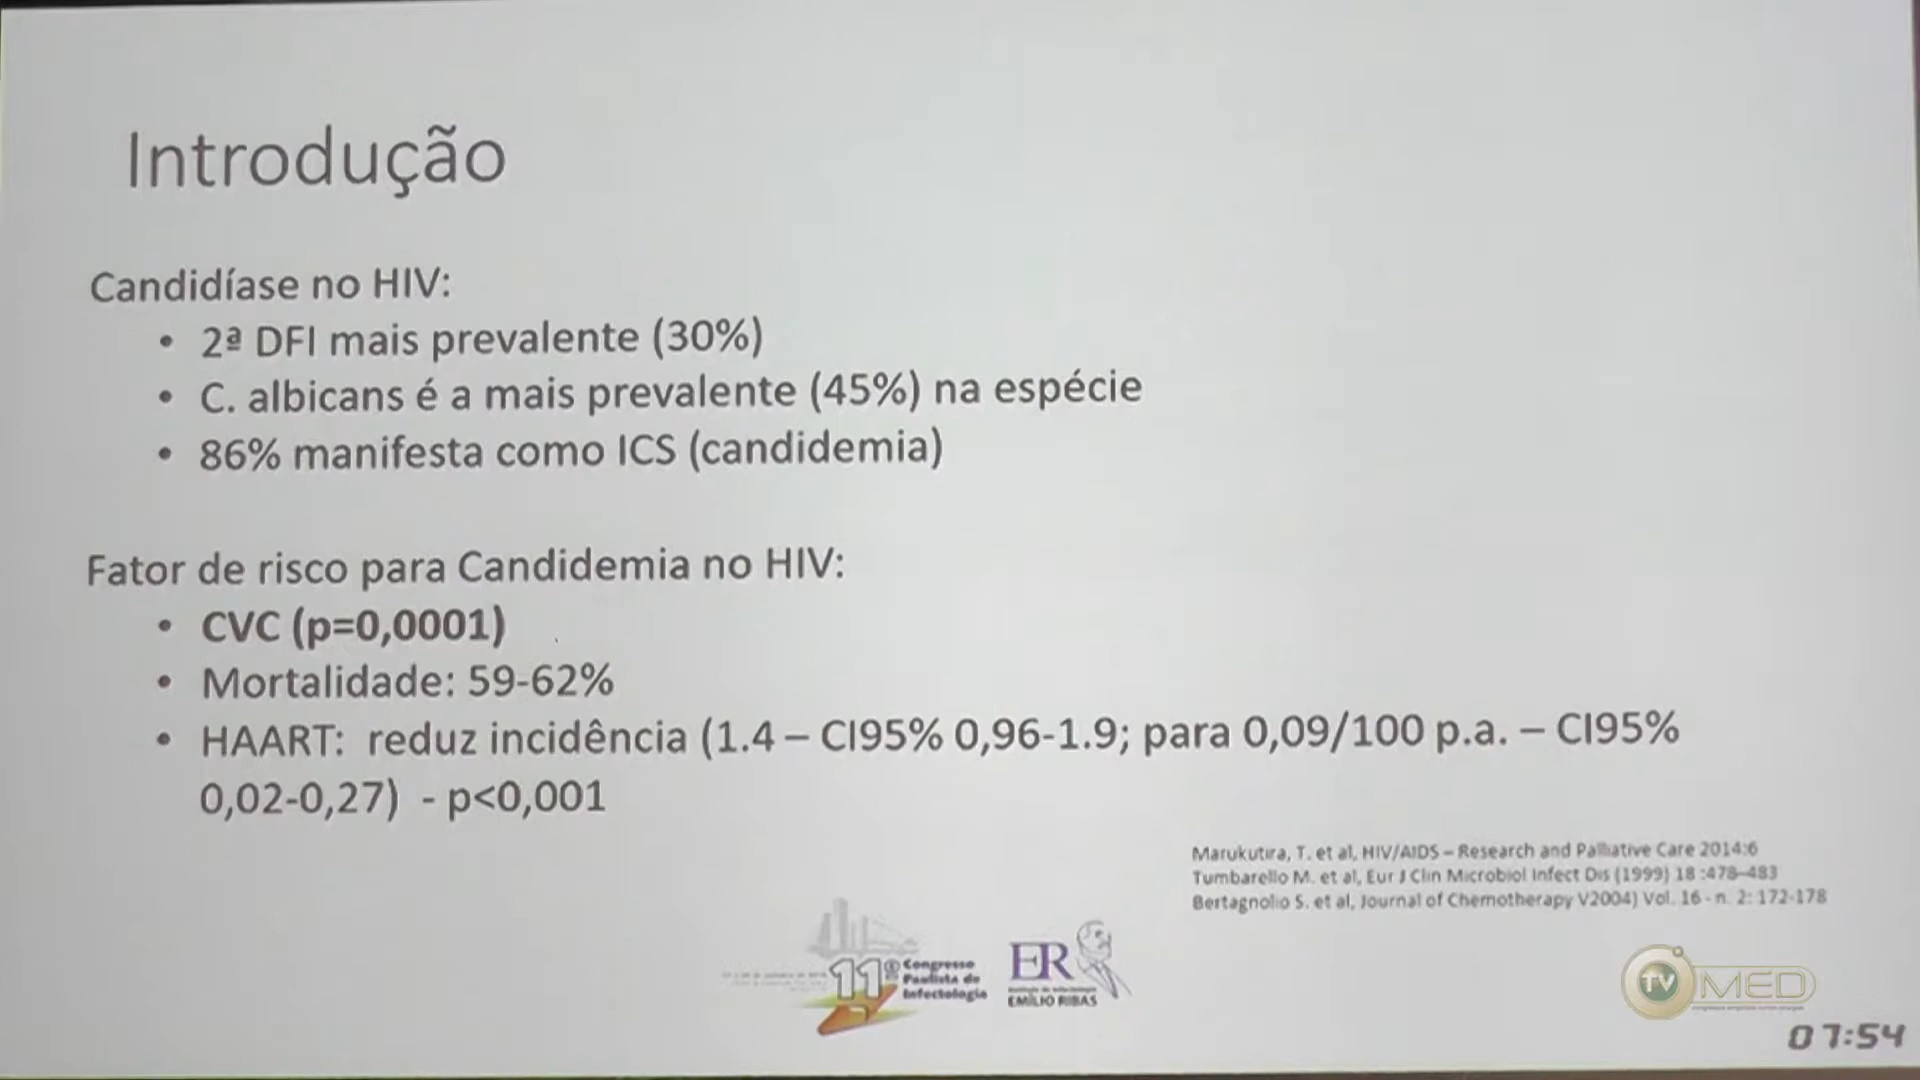 Introdução
Candidíase no HIV:
• 2ª DFI mais prevalente (30%)
• C. albicans é a mais prevalente (45%) na espécie
• 86% manifesta como ICS (candidemia)
Fator de risco para Candidemia no HIV:
• CVC (p=0,0001)
• Mortalidade: 59-62%
• HAART: reduz incidência (1.4 – CI95% 0,96-1.9; para 0,09/100 p.a. – CI95%
0,02-0,27) - p<0,001
Marukutira, T. et al, HIV/AIDS – Research and Palliative Care 2014:6
Tumbarello M. et al, Eur J Clin Microbiol Infect Dis (1999) 18 :478–483
Bertagnolio S. et al, Journal of Chemotherapy V2004) Vol. 16 - n. 2: 172-178
11º Congresso
Paulista de
Infectologia
ER
EMÍLIO RIBAS
TV MED
07:54